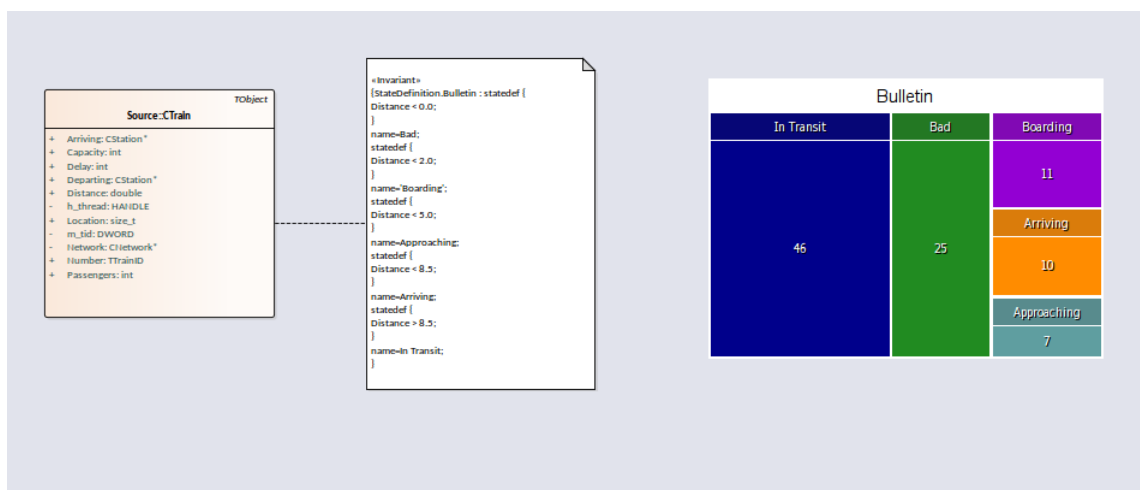 TObject
Source::CTrain
+ Arriving: CStation*
+ Capacity: int
+ Delay: int
+ Departing: CStation*
+ Distance: double
- h_thread: HANDLE
+ Location: size_t
- m_tid: DWORD
- Network: CNetwork*
+ Number: TTrainID
+ Passengers: int
«Invariant»
{StateDefinition.Bulletin : statedef {
Distance < 0.0;
}
name=Bad;
statedef {
Distance < 2.0;
}
name='Boarding';
statedef {
Distance < 5.0;
}
name=Approaching;
statedef {
Distance < 8.5;
}
name=Arriving;
statedef {
Distance > 8.5;
}
name=In Transit;
}
Bulletin
In Transit
46
Bad
25
Boarding
11
Arriving
10
Approaching
7